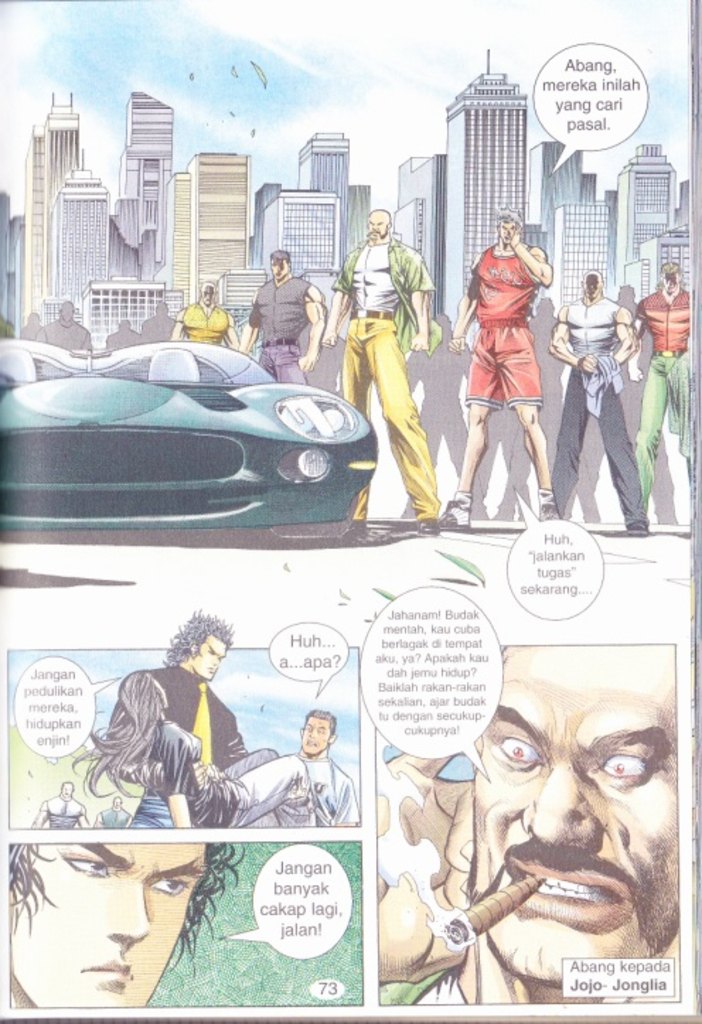 Abang,
mereka inilah
yang cari
pasal.
Huh,
"jalankan
tugas"
sekarang....
Jangan
pedulikan
mereka,
hidupkan
enjin!
Huh...
a...apa?
Jahanam! Budak
mentah, kau cuba
berlagak di tempat
aku, ya? Apakah kau
dah jemu hidup?
Baiklah rakan-rakan
sekalian, ajar budak
tu dengan secukup-
cukupnya!
Jangan
banyak
cakap lagi,
jalan!
73
Abang kepada
Jojo- Jonglia